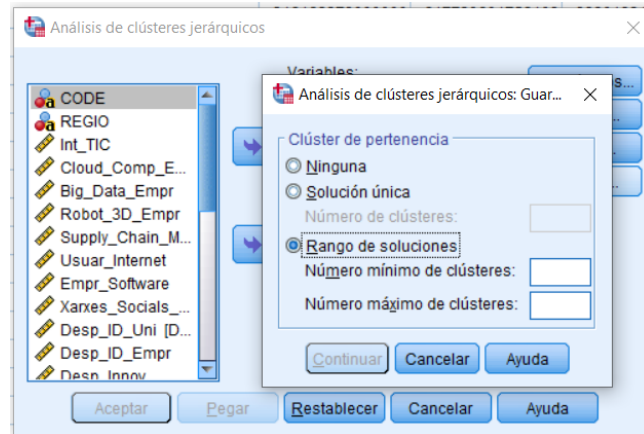 Análisis de clústeres jerárquicos
Variables:
CODE
REGIO
Int_TIC
Cloud_Comp_E...
Big_Data_Empr
Robot_3D_Empr
Supply_Chain_M...
Usuar_Internet
Empr_Software
Xarxes_Socials_...
Desp_ID_Uni [D...
Desp_ID_Empr
Desp_Innov
Aceptar
Pegar
Restablecer
Cancelar
Ayuda
Análisis de clústeres jerárquicos: Guar...
Clúster de pertenencia
Ninguna
Solución única
Número de clústeres:
Rango de soluciones
Número mínimo de clústeres:
Número máximo de clústeres:
Continuar
Cancelar
Ayuda